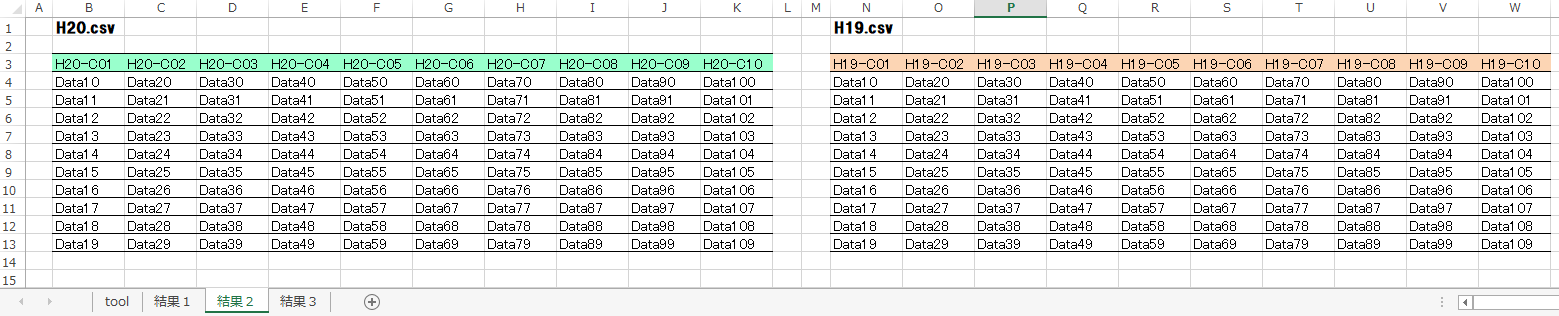 A B C D E F G H I J K L M N O P Q R S T U V W
1 H20.csv H19.csv
2
3 H20-C01 H20-C02 H20-C03 H20-C04 H20-C05 H20-C06 H20-C07 H20-C08 H20-C09 H20-C10 H19-C01 H19-C02 H19-C03 H19-C04 H19-C05 H19-C06 H19-C07 H19-C08 H19-C09 H19-C10
4 Data10 Data20 Data30 Data40 Data50 Data60 Data70 Data80 Data90 Data100 Data10 Data20 Data30 Data40 Data50 Data60 Data70 Data80 Data90 Data100
5 Data11 Data21 Data31 Data41 Data51 Data61 Data71 Data81 Data91 Data101 Data11 Data21 Data31 Data41 Data51 Data61 Data71 Data81 Data91 Data101
6 Data12 Data22 Data32 Data42 Data52 Data62 Data72 Data82 Data92 Data102 Data12 Data22 Data32 Data42 Data52 Data62 Data72 Data82 Data92 Data102
7 Data13 Data23 Data33 Data43 Data53 Data63 Data73 Data83 Data93 Data103 Data13 Data23 Data33 Data43 Data53 Data63 Data73 Data83 Data93 Data103
8 Data14 Data24 Data34 Data44 Data54 Data64 Data74 Data84 Data94 Data104 Data14 Data24 Data34 Data44 Data54 Data64 Data74 Data84 Data94 Data104
9 Data15 Data25 Data35 Data45 Data55 Data65 Data75 Data85 Data95 Data105 Data15 Data25 Data35 Data45 Data55 Data65 Data75 Data85 Data95 Data105
10 Data16 Data26 Data36 Data46 Data56 Data66 Data76 Data86 Data96 Data106 Data16 Data26 Data36 Data46 Data56 Data66 Data76 Data86 Data96 Data106
11 Data17 Data27 Data37 Data47 Data57 Data67 Data77 Data87 Data97 Data107 Data17 Data27 Data37 Data47 Data57 Data67 Data77 Data87 Data97 Data107
12 Data18 Data28 Data38 Data48 Data58 Data68 Data78 Data88 Data98 Data108 Data18 Data28 Data38 Data48 Data58 Data68 Data78 Data88 Data98 Data108
13 Data19 Data29 Data39 Data49 Data59 Data69 Data79 Data89 Data99 Data109 Data19 Data29 Data39 Data49 Data59 Data69 Data79 Data89 Data99 Data109
14
15
tool 結果1 結果2 結果3